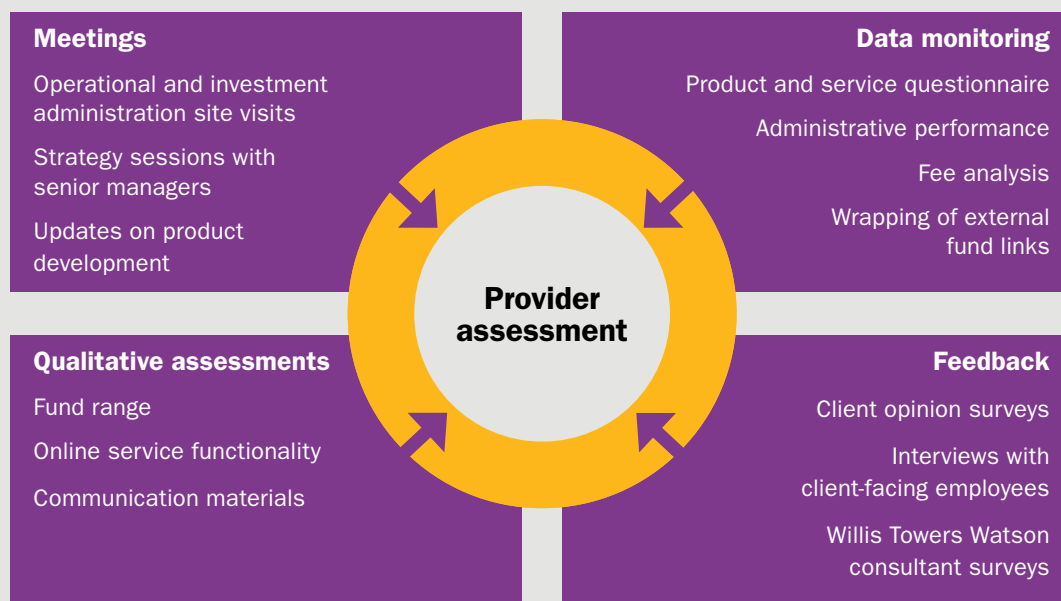 Meetings
Operational and investment
administration site visits
Strategy sessions with
senior managers
Updates on product
development
Data monitoring
Product and service questionnaire
Administrative performance
Fee analysis
Wrapping of external
fund links
Provider
assessment
Qualitative assessments
Fund range
Online service functionality
Communication materials
Feedback
Client opinion surveys
Interviews with
client-facing employees
Willis Towers Watson
consultant surveys